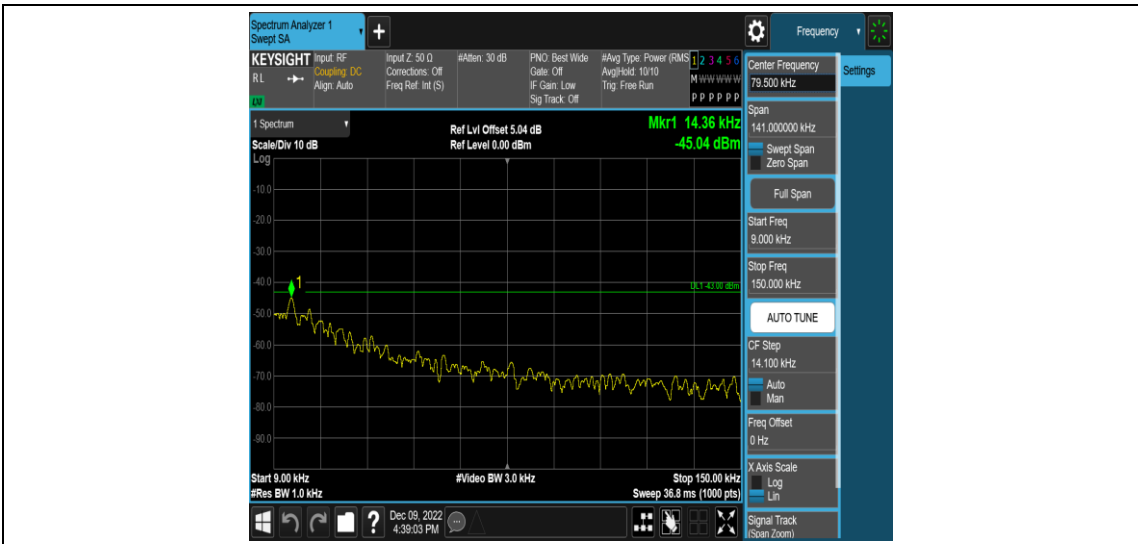 Spectrum Analyzer 1
Swept SA
+
Frequency
KEYSIGHT
RL
LXI
Input: RF
Coupling: DC
Align: Auto
Input Z: 50 Ω
Corrections: Off
Freq Ref: Int (S)
#Atten: 30 dB
PNO: Best Wide
Gate: Off
IF Gain: Low
Sig Track: Off
#Avg Type: Power (RMS
Avg|Hold: 10/10
Trig: Free Run
1 2 3 4 5 6
M W W W W W
P P P P P P
Center Frequency
79.500 kHz
Settings
Span
141.000000 kHz
Swept Span
Zero Span
Full Span
Start Freq
9.000 kHz
Stop Freq
150.000 kHz
AUTO TUNE
CF Step
14.100 kHz
Auto
Man
Freq Offset
0 Hz
X Axis Scale
Log
Lin
Signal Track
(Span Zoom)
1 Spectrum
Scale/Div 10 dB
Ref Lvl Offset 5.04 dB
Ref Level 0.00 dBm
Mkr1 14.36 kHz
-45.04 dBm
Log
-10.0
-20.0
-30.0
-40.0
-50.0
-60.0
-70.0
-80.0
-90.0
1
DL1 -43.00 dBm
Start 9.00 kHz
#Res BW 1.0 kHz
#Video BW 3.0 kHz
Stop 150.00 kHz
Sweep 36.8 ms (1000 pts)
?
Dec 09, 2022
4:39:03 PM